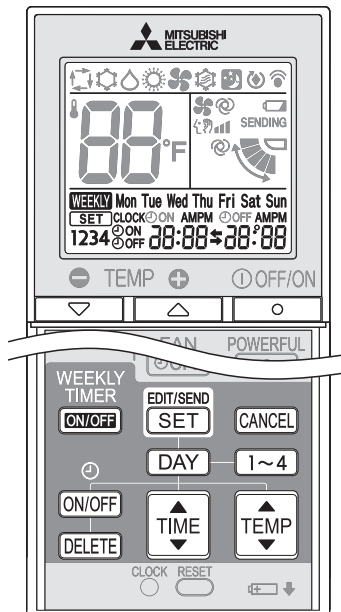 MITSUBISHI
ELECTRIC
88°F
SENDING
WEEKLY Mon Tue Wed Thu Fri Sat Sun
SET CLOCK ON AMPM OFF AMPM
1234 ON OFF 88:88 88:88
TEMP OFF/ON
POWERFUL
WEEKLY
TIMER
ON/OFF
EDIT/SEND
SET
CANCEL
DAY
1~4
ON/OFF
TIME
TEMP
DELETE
CLOCK RESET